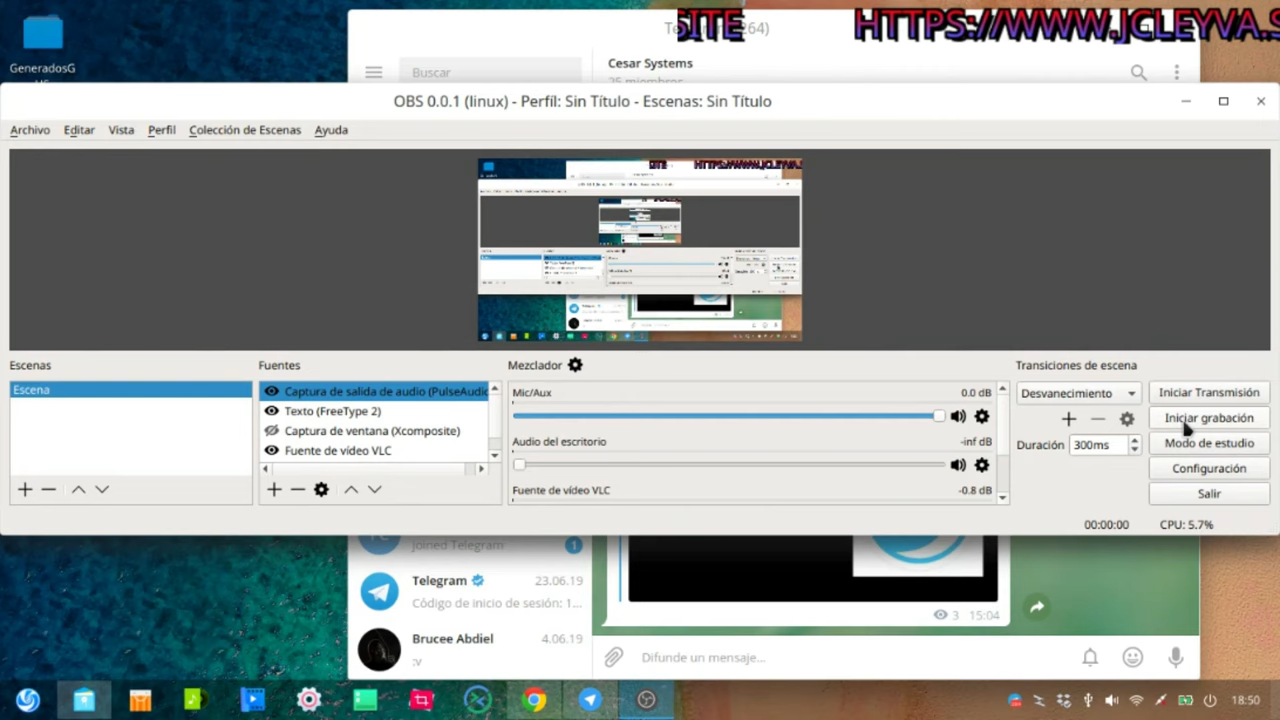 GeneradosG
SITE
HTTPS://WWW.JCLEYVA.S
Buscar
Cesar Systems
25 miembros
OBS 0.0.1 (linux) - Perfil: Sin Título - Escenas: Sin Título
Archivo Editar Vista Perfil Colección de Escenas Ayuda
Escenas
Escena
Fuentes
Captura de salida de audio (PulseAudio
Texto (FreeType 2)
Captura de ventana (Xcomposite)
Fuente de vídeo VLC
Mezclador
Mic/Aux 0.0 dB
Audio del escritorio -inf dB
Fuente de vídeo VLC -0.8 dB
Transiciones de escena
Desvanecimiento
Duración 300ms
Iniciar Transmisión
Iniciar grabación
Modo de estudio
Configuración
Salir
00:00:00 CPU: 5.7%
joined Telegram 1
Telegram 23.06.19
Código de inicio de sesión: 1...
Brucee Abdiel 4.06.19
:v
3 15:04
Difunde un mensaje...
18:50